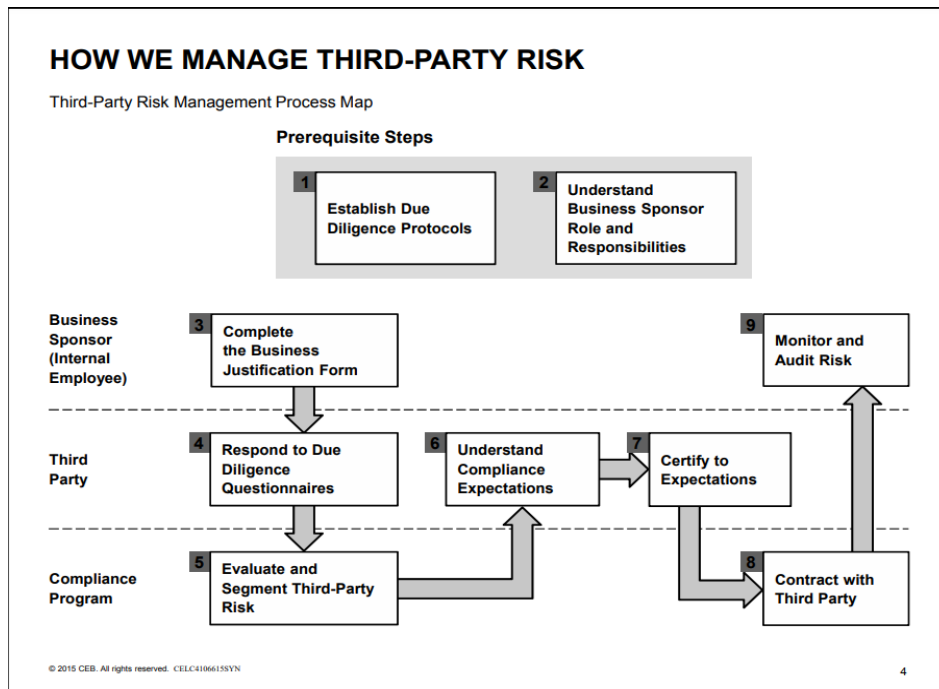 HOW WE MANAGE THIRD-PARTY RISK
Third-Party Risk Management Process Map
Prerequisite Steps
1
Establish Due
Diligence Protocols
2
Understand
Business Sponsor
Role and
Responsibilities
Business
Sponsor
(Internal
Employee)
3
Complete
the Business
Justification Form
9
Monitor and
Audit Risk
Third
Party
4
Respond to Due
Diligence
Questionnaires
6
Understand
Compliance
Expectations
7
Certify to
Expectations
Compliance
Program
5
Evaluate and
Segment Third-Party
Risk
8
Contract with
Third Party
© 2015 CEB. All rights reserved. CELC4106615SYN
4